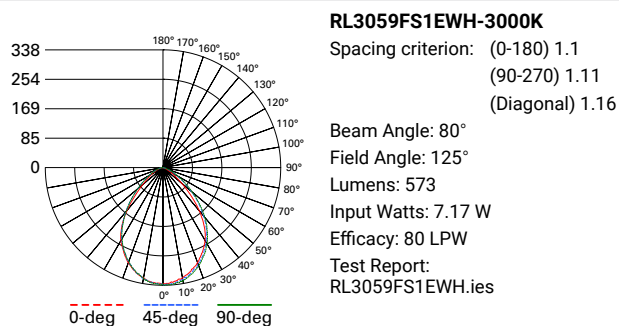 RL3059FS1EWH-3000K
Spacing criterion: (0-180) 1.1
(90-270) 1.11
(Diagonal) 1.16
Beam Angle: 80°
Field Angle: 125°
Lumens: 573
Input Watts: 7.17 W
Efficacy: 80 LPW
Test Report:
RL3059FS1EWH.ies
338
254
169
85
0
180°
170°
160°
150°
140°
130°
120°
110°
100°
90°
80°
70°
60°
50°
40°
30°
20°
10°
0°
0-deg
45-deg
90-deg